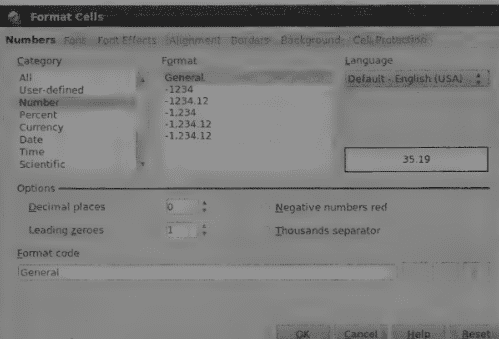 Format Cells
Numbers Font Font Effects Alignment Borders Background Cell Protection
Category Format Language
All General Default - English (USA)
User-defined -1234
Number -1234.12
Percent -1,234
Currency -1,234.12
Date -1,234.12
Time
Scientific
35.19
Options
Decimal places 0 Negative numbers red
Leading zeroes 1 Thousands separator
Format code
General
OK Cancel Help Reset